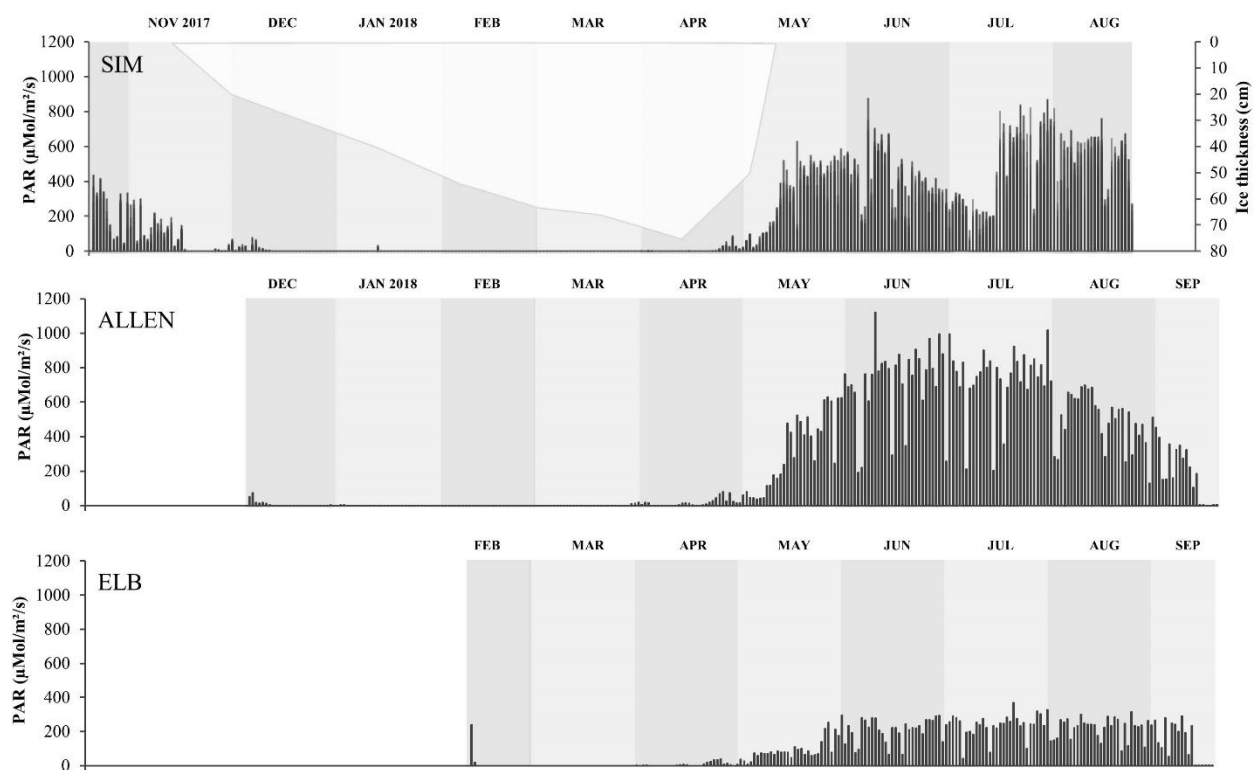 NOV 2017 DEC JAN 2018 FEB MAR APR MAY JUN JUL AUG
1200 0
SIM
1000 10
20
800 30
600 40
400 50
60
200 70
0 80
PAR (µMol/m²/s)
Ice thickness (cm)
DEC JAN 2018 FEB MAR APR MAY JUN JUL AUG SEP
1200
ALLEN
1000
800
600
400
200
0
PAR (µMol/m²/s)
FEB MAR APR MAY JUN JUL AUG SEP
1200
ELB
1000
800
600
400
200
0
PAR (µMol/m²/s)